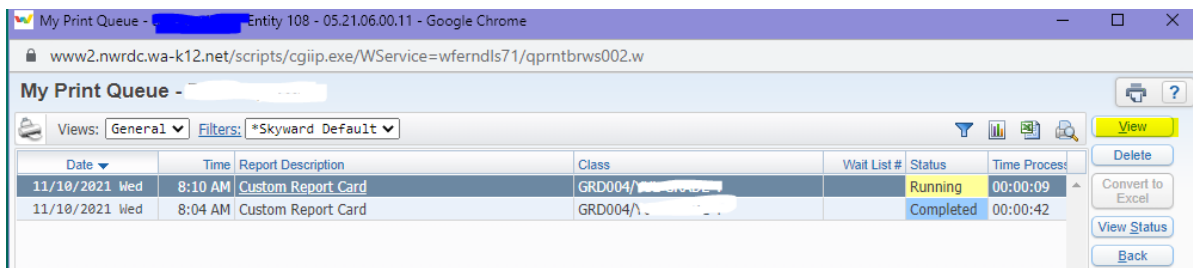 My Print Queue - Entity 108 - 05.21.06.00.11 - Google Chrome
www2.nwrdc.wa-k12.net/scripts/cgiip.exe/WService=wferndls71/qprntbrws002.w
My Print Queue -
?
Views: General Filters: *Skyward Default
View
Date Time Report Description Class Wait List # Status Time Process
Delete
11/10/2021 Wed 8:10 AM Custom Report Card GRD004/ Running 00:00:09
Convert to
Excel
11/10/2021 Wed 8:04 AM Custom Report Card GRD004/ Completed 00:00:42
View Status
Back